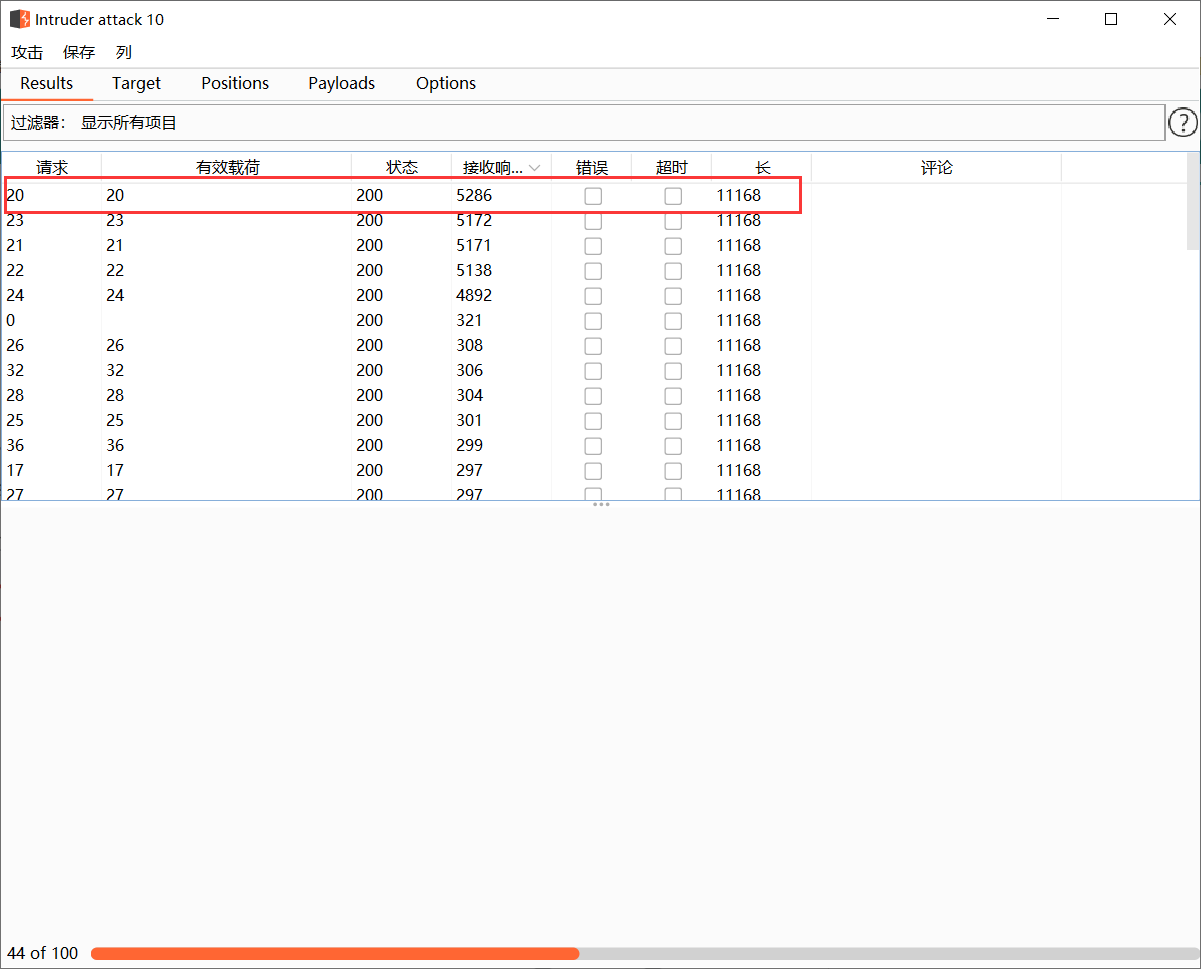 Intruder attack 10
攻击 保存 列
Results Target Positions Payloads Options
过滤器： 显示所有项目 ?
请求 有效载荷 状态 接收响... 错误 超时 长 评论
20 20 200 5286 11168
23 23 200 5172 11168
21 21 200 5171 11168
22 22 200 5138 11168
24 24 200 4892 11168
0 200 321 11168
26 26 200 308 11168
32 32 200 306 11168
28 28 200 304 11168
25 25 200 301 11168
36 36 200 299 11168
17 17 200 297 11168
27 27 200 297 11168
44 of 100